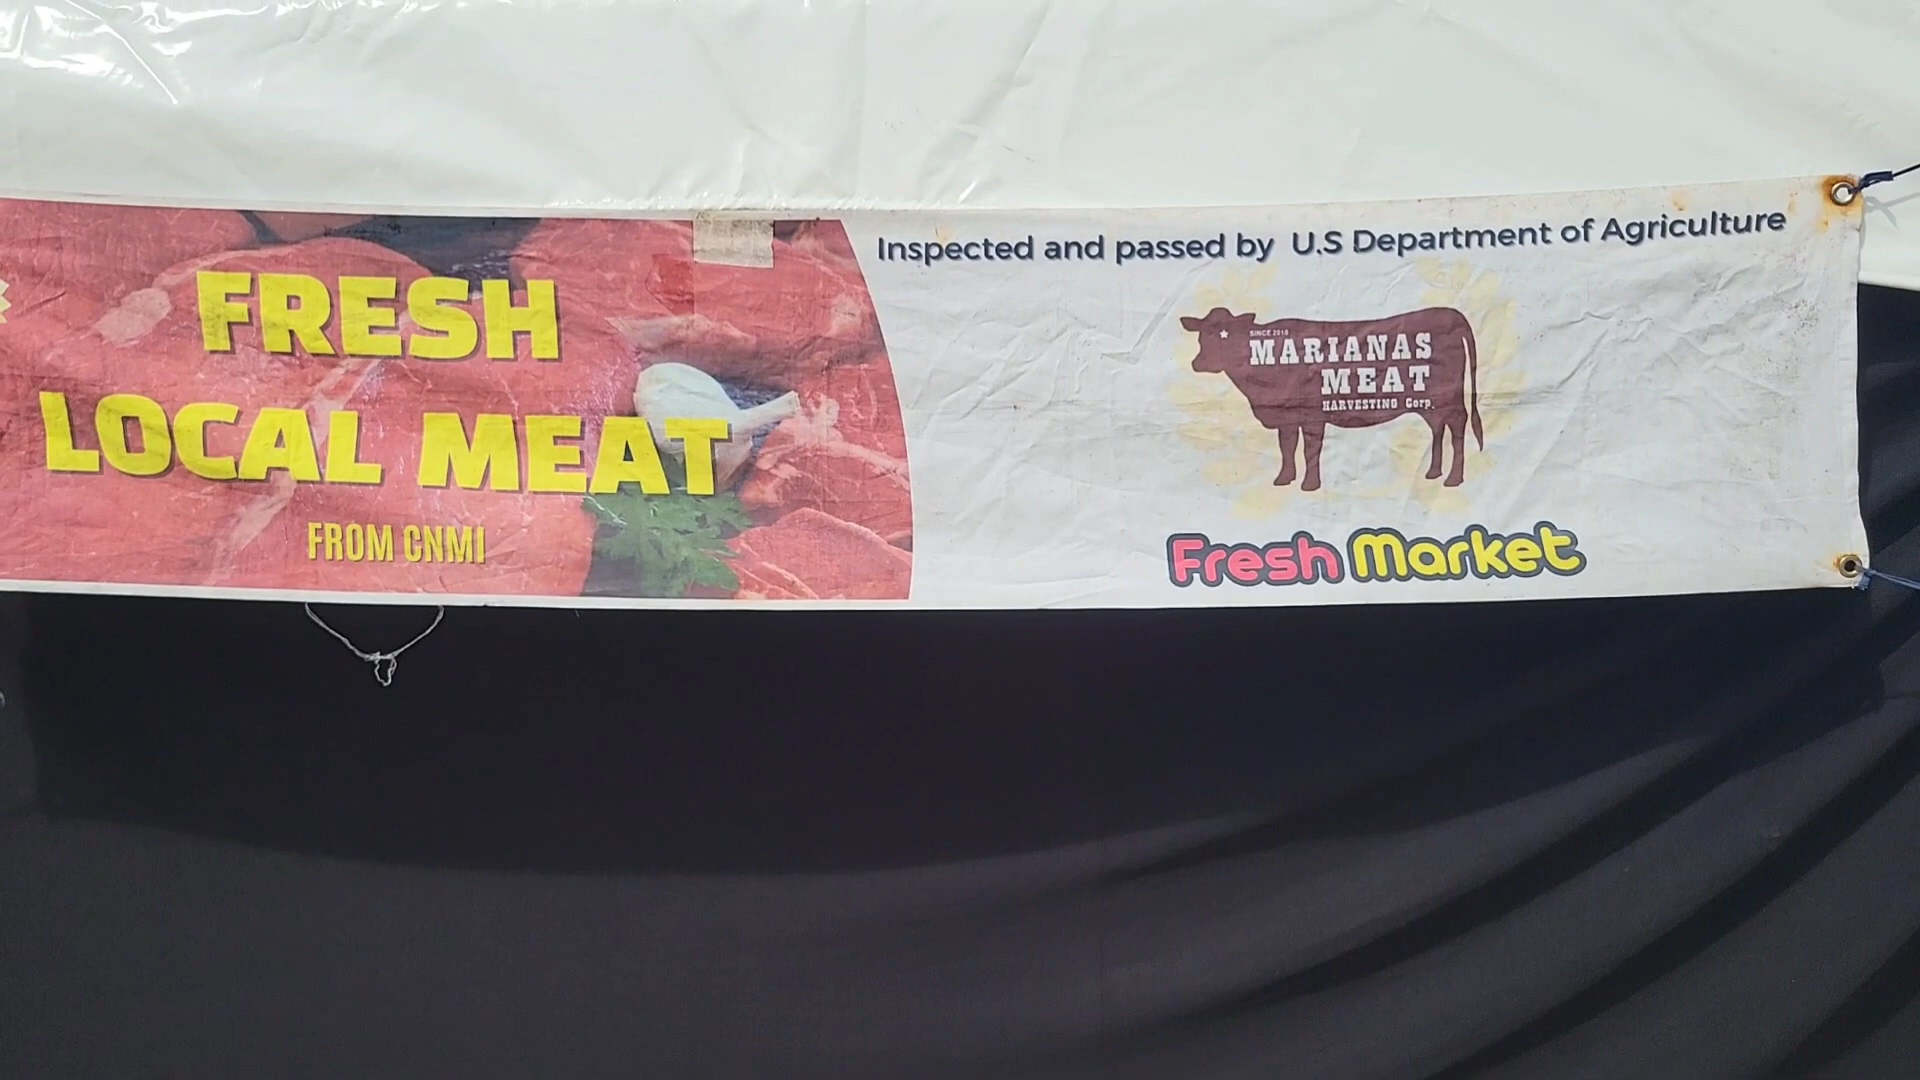 FRESH
LOCAL MEAT
FROM CNMI
Inspected and passed by U.S Department of Agriculture
SINCE 2010
MARIANAS
MEAT
HARVESTING Corp.
Fresh Market